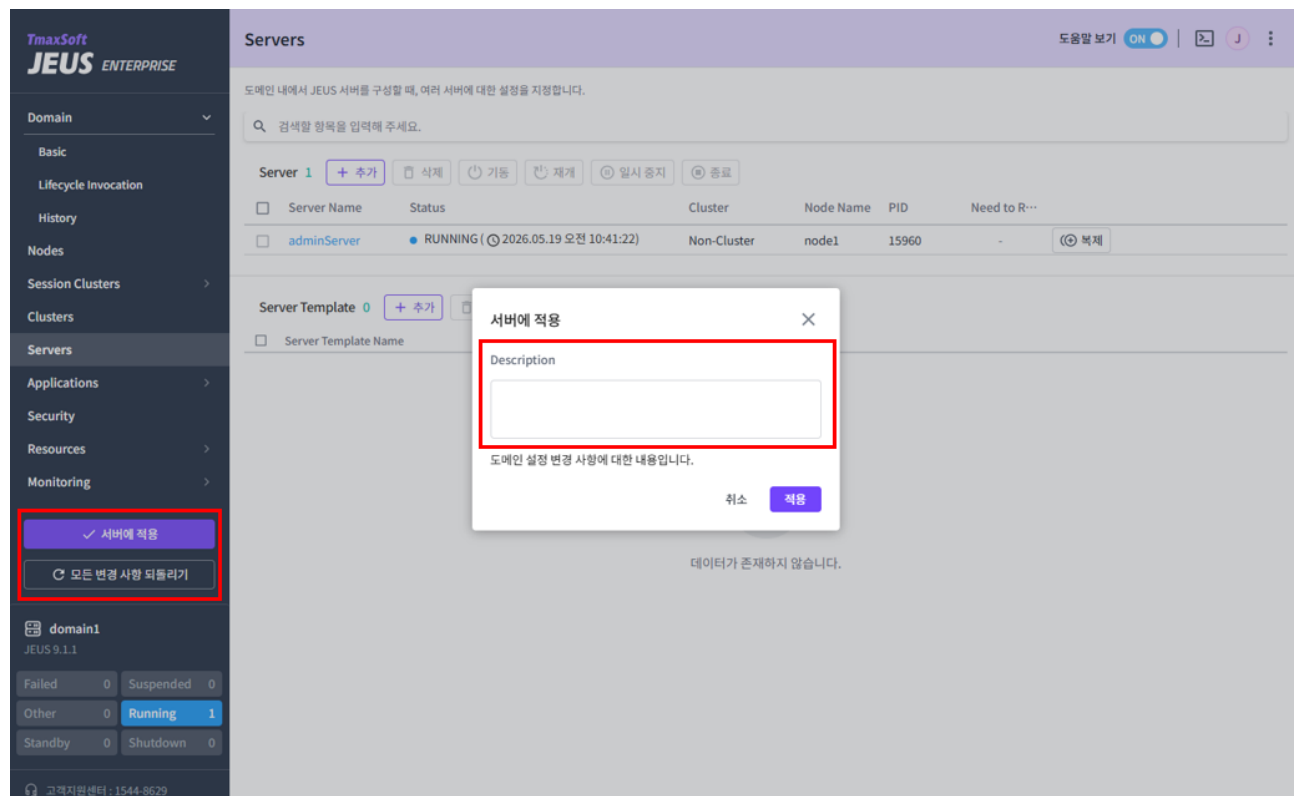 TmaxSoft
JEUS ENTERPRISE
Domain
Basic
Lifecycle Invocation
History
Nodes
Session Clusters
Clusters
Servers
Applications
Security
Resources
Monitoring
서버에 적용
모든 변경 사항 되돌리기
domain1
JEUS 9.1.1
Failed 0 Suspended 0
Other 0 Running 1
Standby 0 Shutdown 0
고객지원센터 : 1544-8629
Servers
도움말 보기 ON J
도메인 내에서 JEUS 서버를 구성할 때, 여러 서버에 대한 설정을 지정합니다.
검색할 항목을 입력해 주세요.
Server 1 + 추가 삭제 기동 재개 일시 중지 종료
Server Name Status Cluster Node Name PID Need to R…
adminServer RUNNING ( 2026.05.19 오전 10:41:22) Non-Cluster node1 15960 - 복제
Server Template 0 + 추가
Server Template Name
서버에 적용
Description
도메인 설정 변경 사항에 대한 내용입니다.
취소 적용
데이터가 존재하지 않습니다.